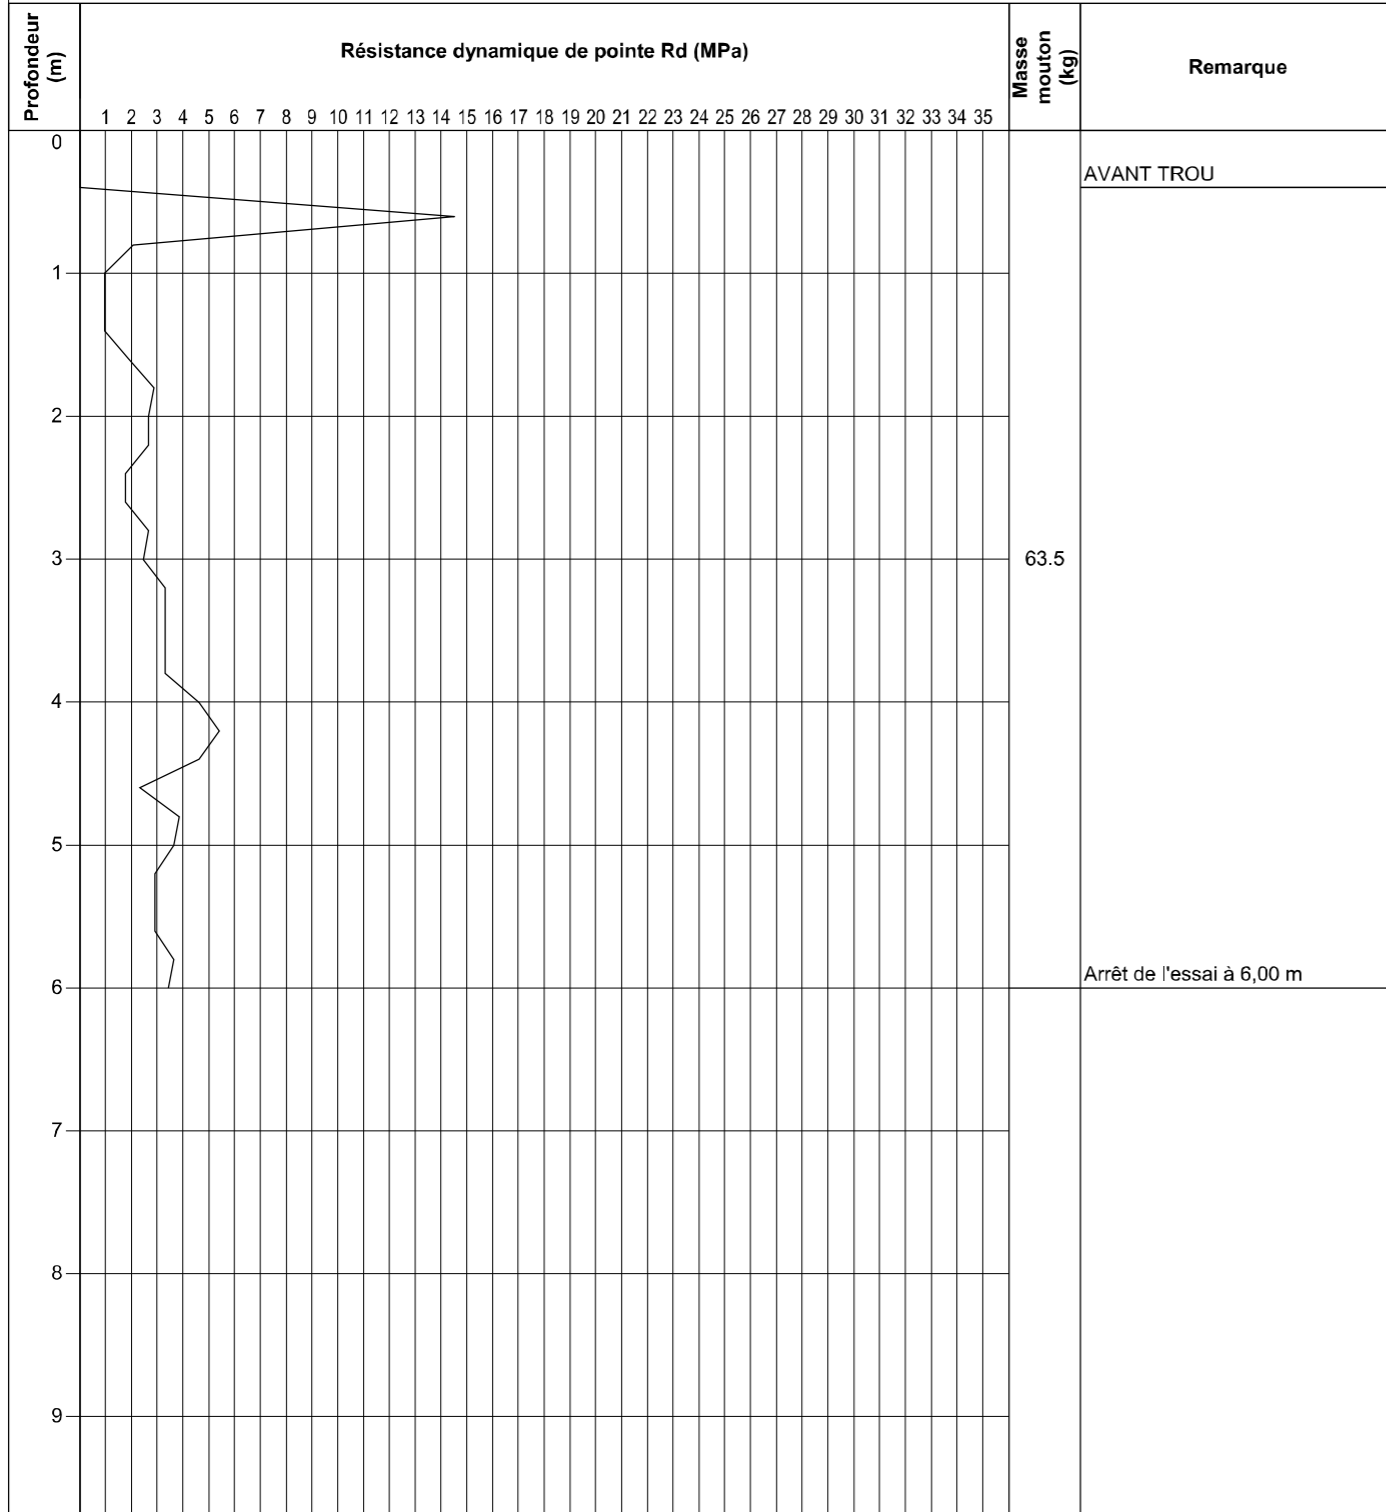 Profondeur
(m)
Résistance dynamique de pointe Rd (MPa)
Masse
mouton
(kg)
Remarque
1 2 3 4 5 6 7 8 9 10 11 12 13 14 15 16 17 18 19 20 21 22 23 24 25 26 27 28 29 30 31 32 33 34 35
0
AVANT TROU
1
2
3
63.5
4
5
6
Arrêt de l'essai à 6,00 m
7
8
9